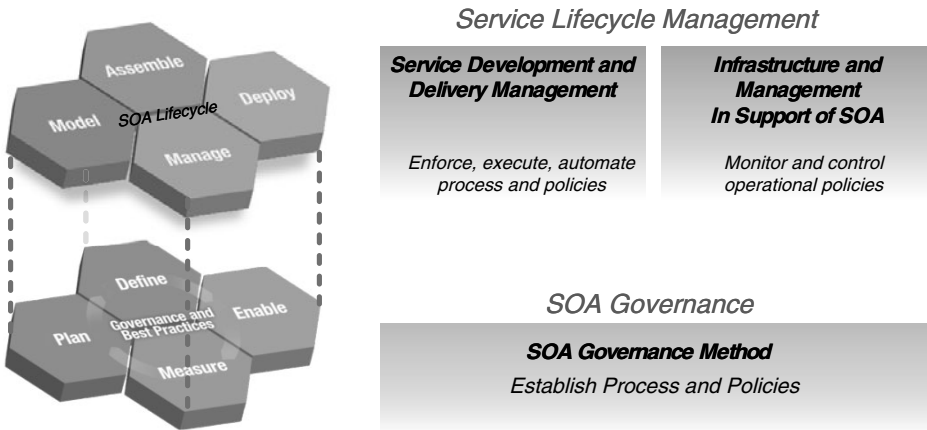 Service Lifecycle Management
Assemble
Deploy
Model
SOA Lifecycle
Manage
Service Development and
Delivery Management
Enforce, execute, automate
process and policies
Infrastructure and
Management
In Support of SOA
Monitor and control
operational policies
Define
Enable
Plan
Governance and
Best Practices
Measure
SOA Governance
SOA Governance Method
Establish Process and Policies